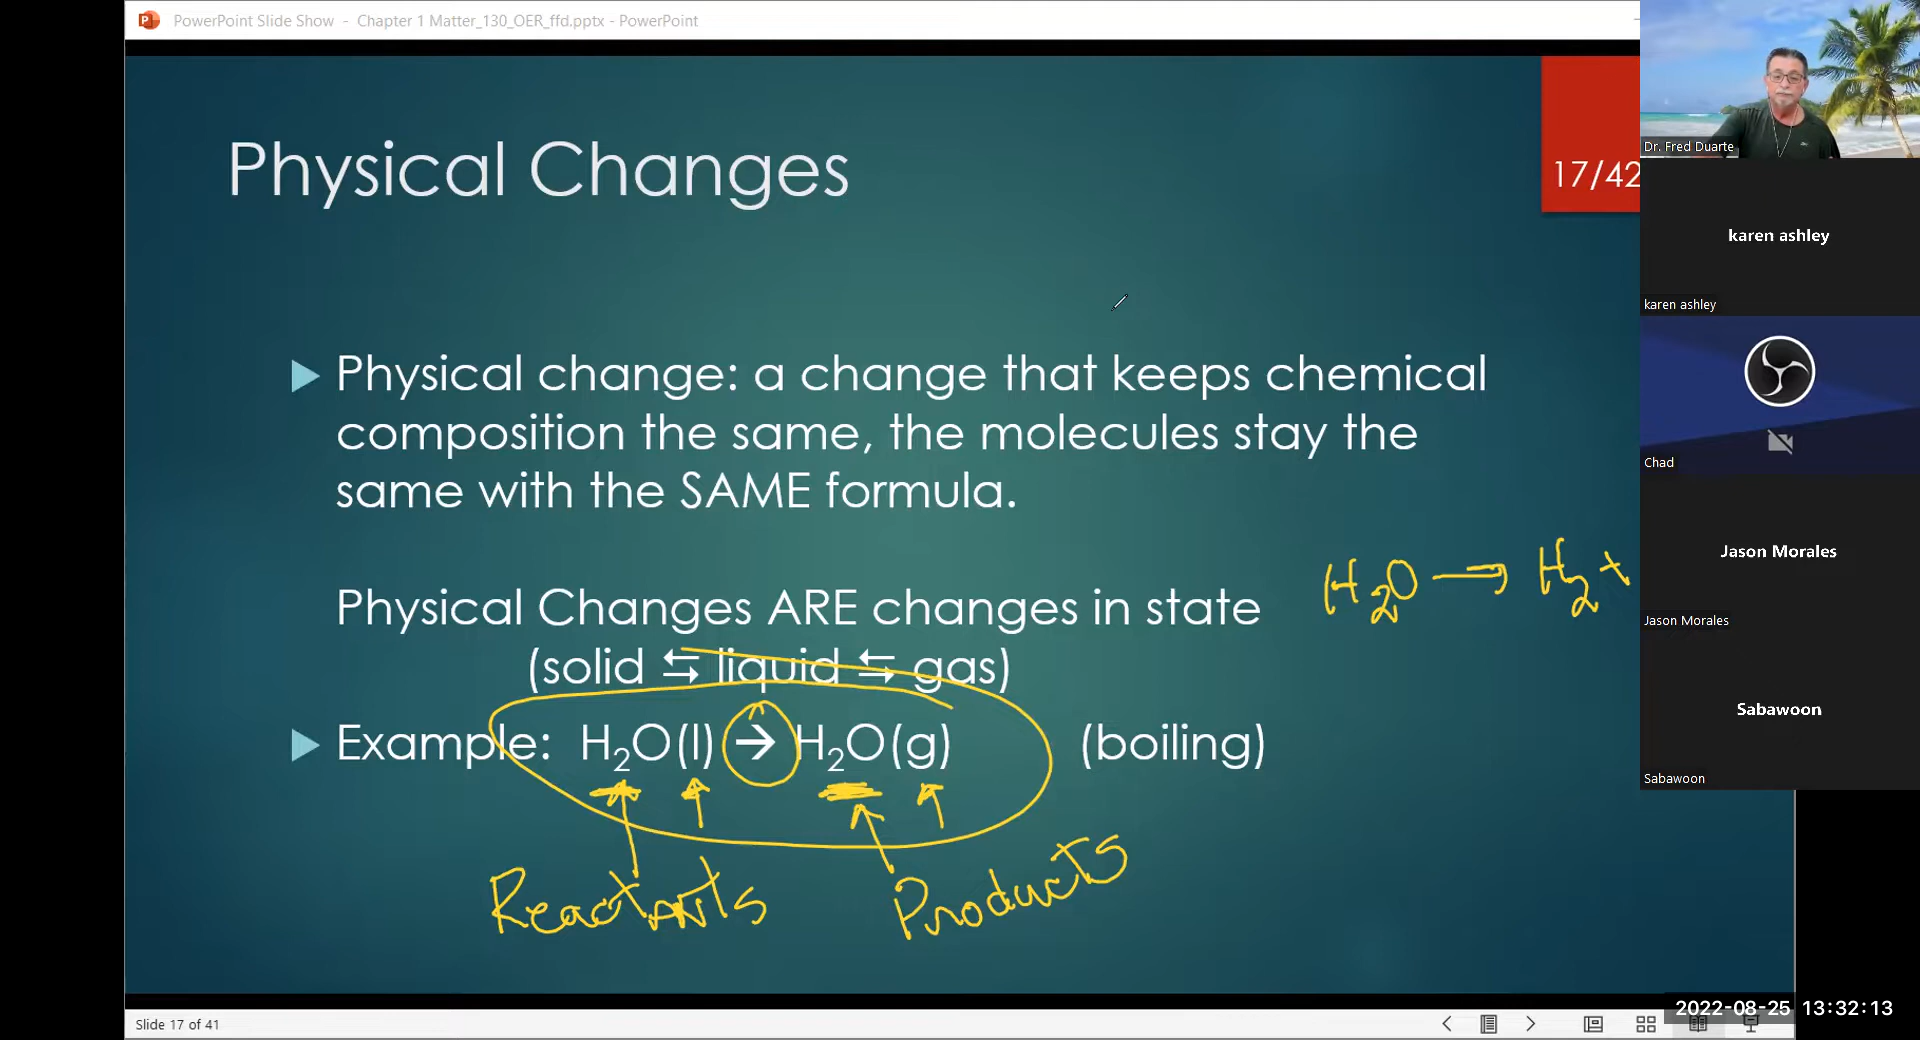 PowerPoint Slide Show - Chapter 1 Matter_130_OER_ffd.pptx - PowerPoint
Physical Changes
17/42
Physical change: a change that keeps chemical
composition the same, the molecules stay the
same with the SAME formula.
H₂O → H₂ +
Physical Changes ARE changes in state
(solid ⇆ liquid ⇆ gas)
Example: H₂O(l) → H₂O(g) (boiling)
Reactants Products
Slide 17 of 41
Dr. Fred Duarte
karen ashley
karen ashley
Chad
Jason Morales
Jason Morales
Sabawoon
Sabawoon
2022-08-25 13:32:13